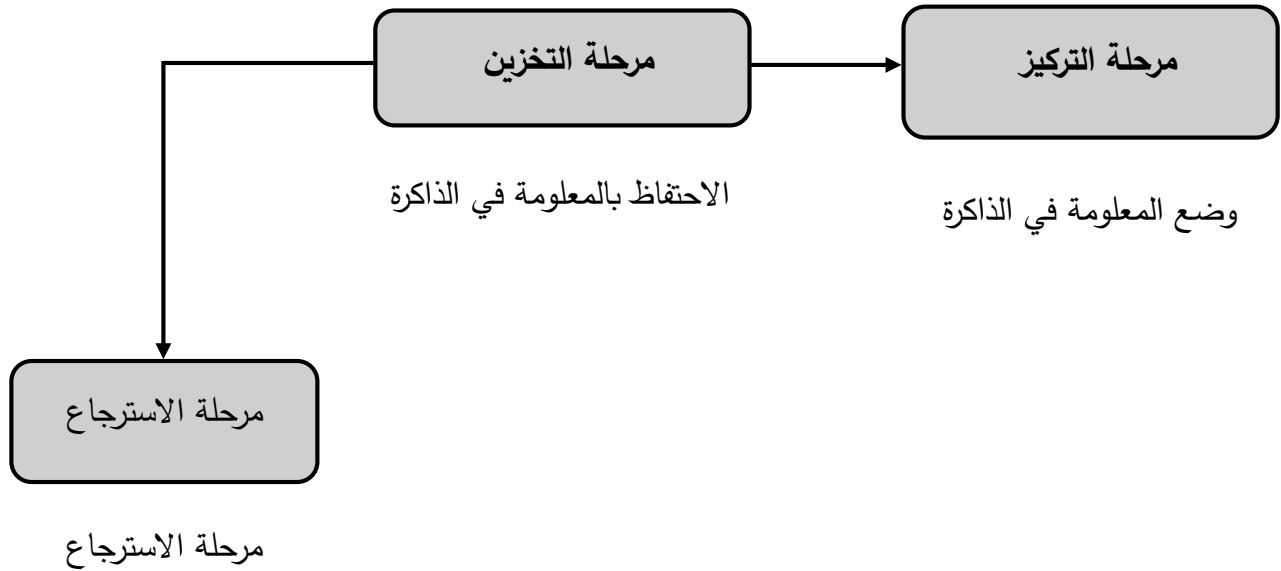 مرحلة التركيز
مرحلة التخزين
وضع المعلومة في الذاكرة
الاحتفاظ بالمعلومة في الذاكرة
مرحلة الاسترجاع
مرحلة الاسترجاع